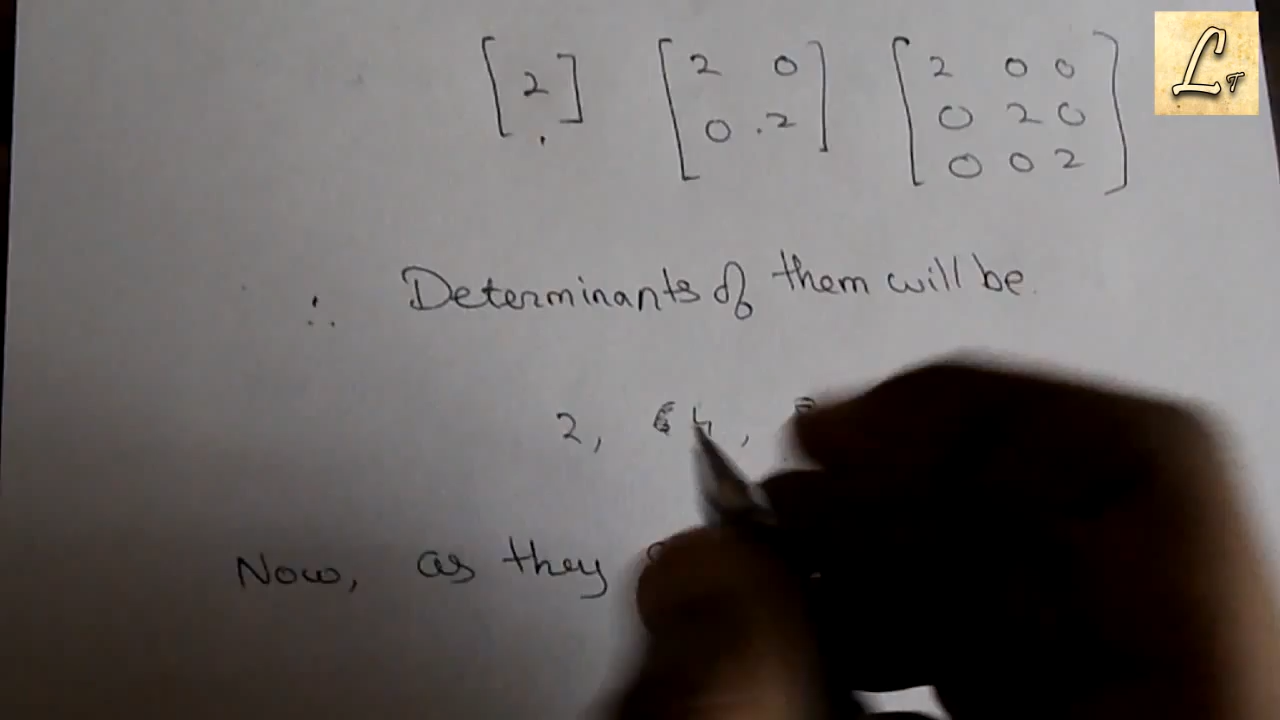 [2] [2 0 [2 0 0
0 .2] 0 2 0
0 0 2]
∴ Determinants of them will be.
2, 4,
Now, as they
LT